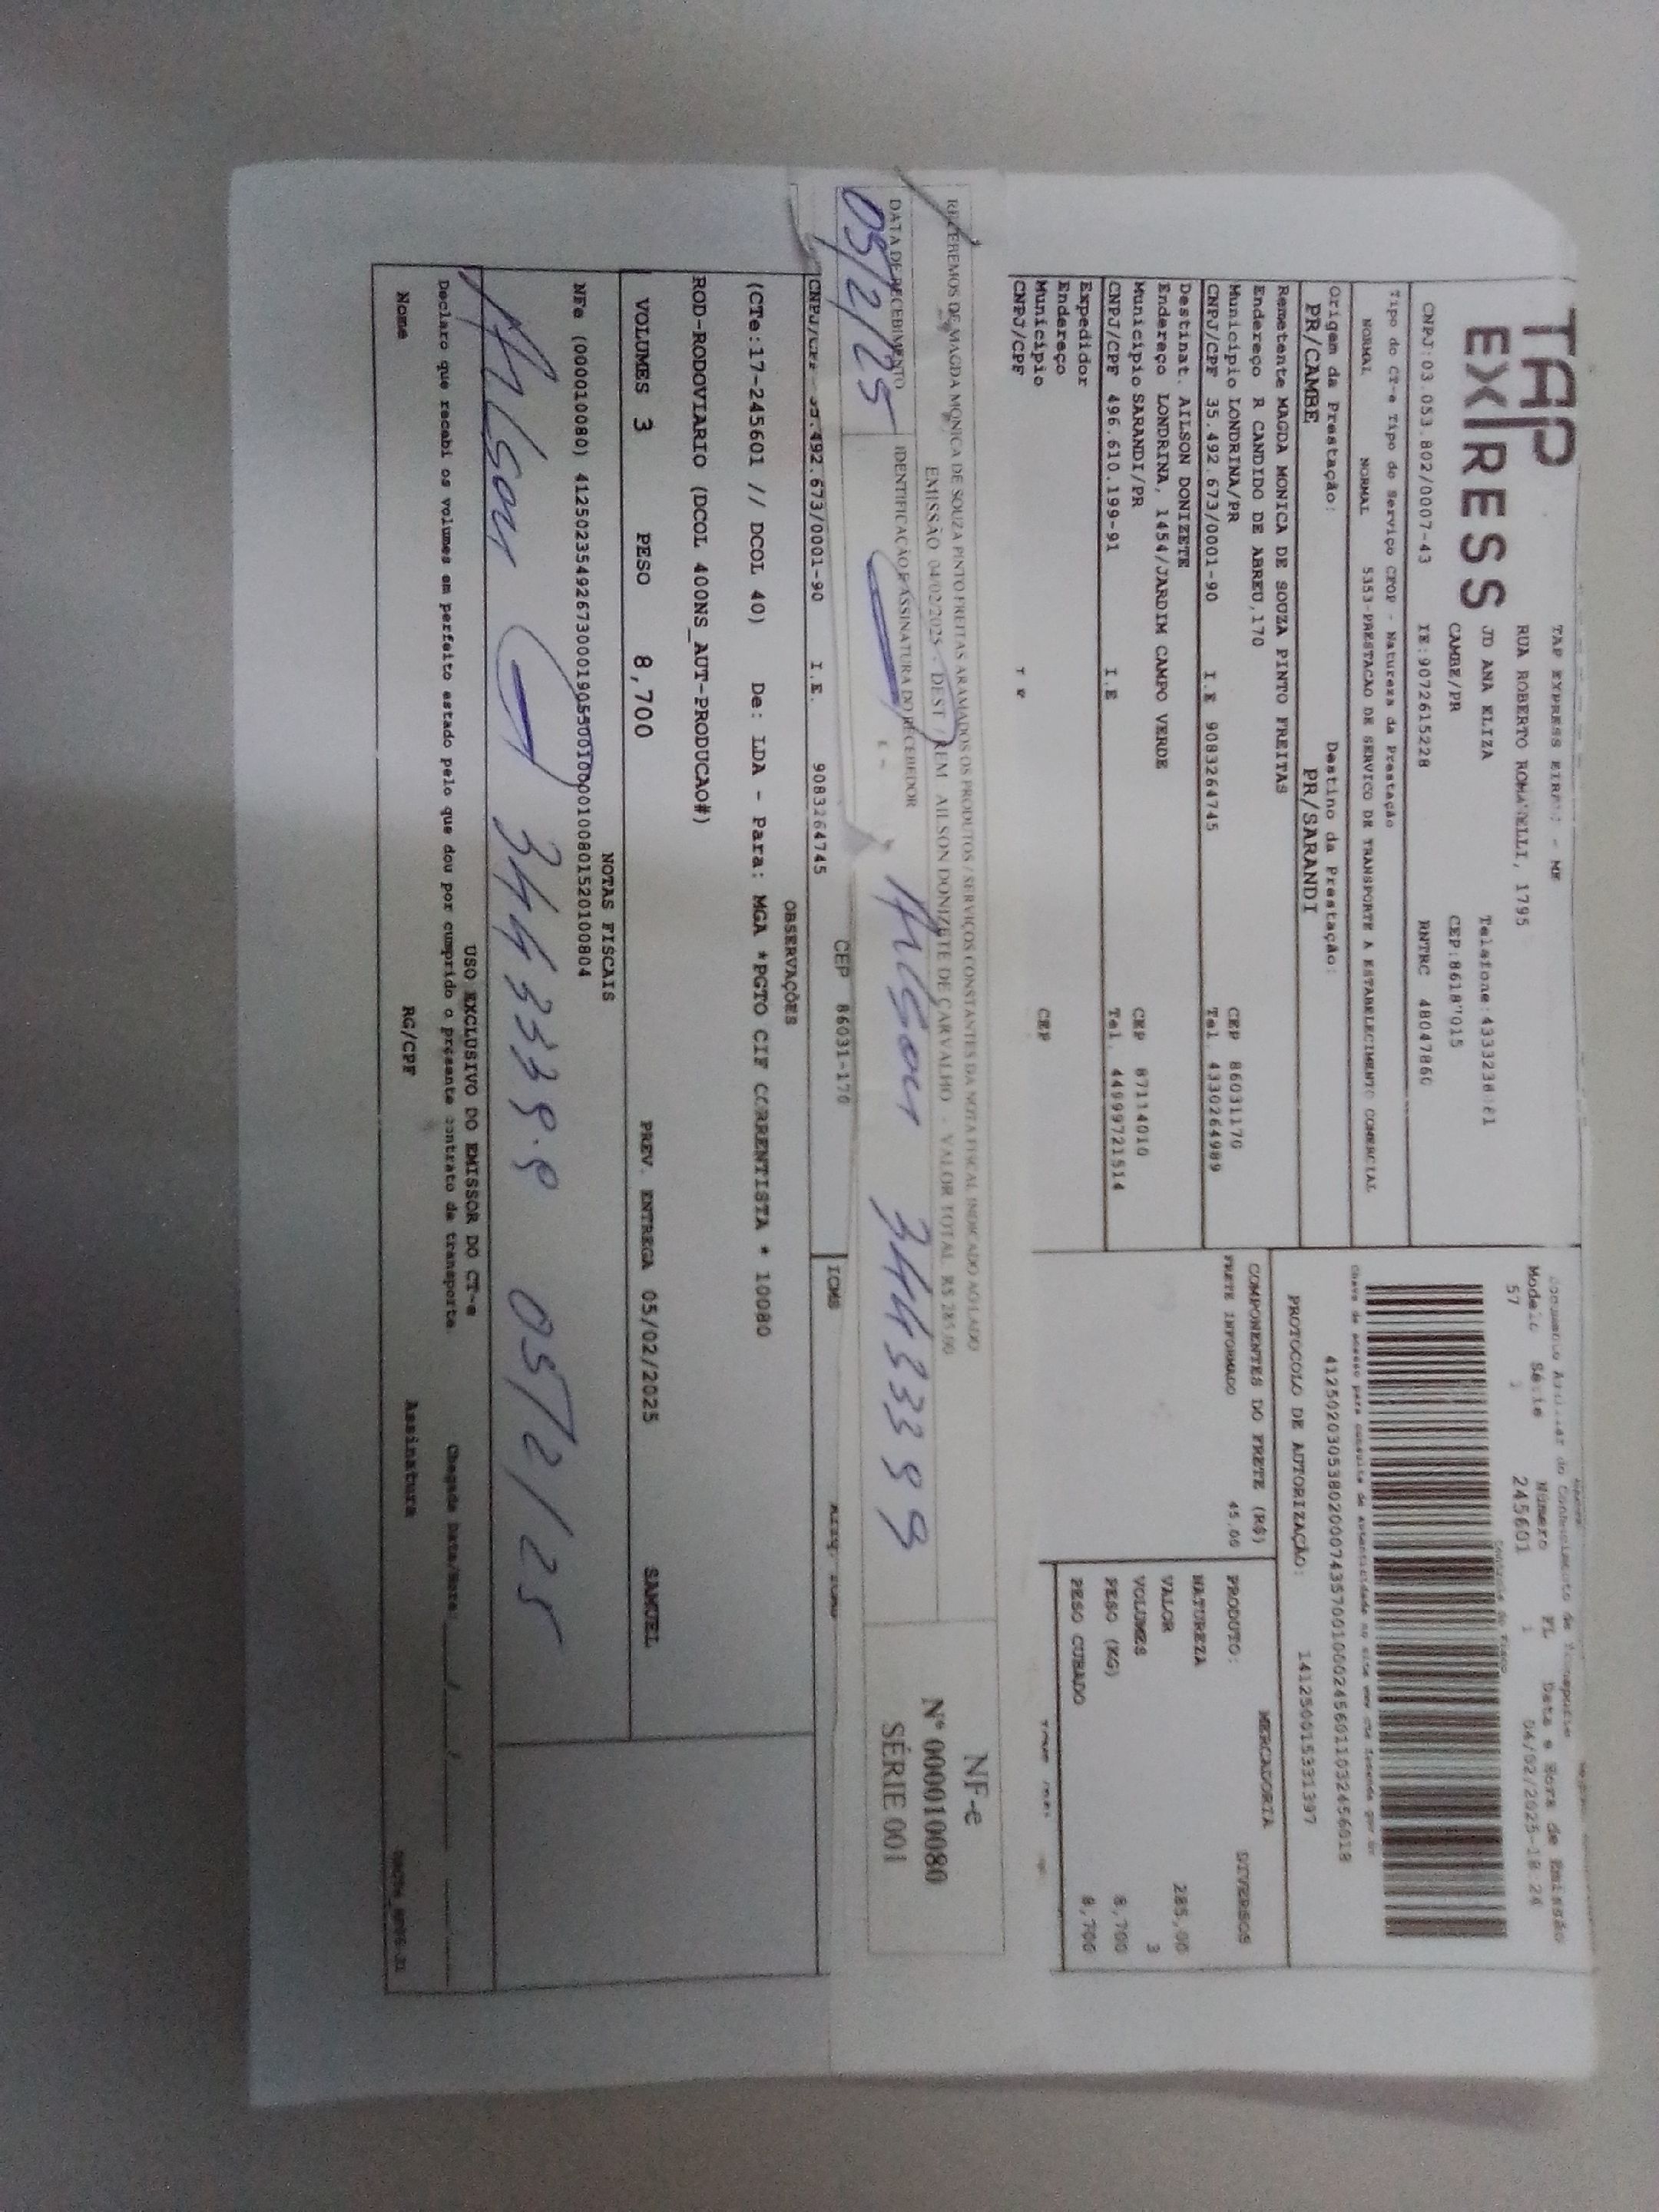 TAP EXPRESS
TAP EXPRESS - ME
RUA ROBERTO ROMANELLI, 1795
JD ANA ELIZA
CAMBE/PR
CNPJ:03.053.802/0007-43 IE:9072615228 RNTRC 48047860
Tipo do CT-e Tipo do Serviço CFOP - Natureza da Prestação
NORMAL NORMAL 5353-PRESTACAO DE SERVICO DE TRANSPORTE A ESTABELECIMENTO COMERCIAL
Origem da Prestação: Destino da Prestação:
PR/CAMBE PR/SARANDI
Remetente MAGDA MONICA DE SOUZA PINTO FREITAS
Endereço R CANDIDO DE ABREU,170
Município LONDRINA/PR CEP 86031170
CNPJ/CPF 35.492.673/0001-90 I.E 9083264745 Tel. 4330264989
Destinat. AILSON DONIZETE
Endereço LONDRINA, 1454/JARDIM CAMPO VERDE
Município SARANDI/PR CEP 87114010
CNPJ/CPF 496.610.199-91 I.E Tel. 44999721514
Expedidor
Endereço
Município CEP
CNPJ/CPF
Documento Auxiliar do Conhecimento de Transporte
Modelo Série Número FL Data e Hora de Emissão
57 1 245601 1 04/02/2025-18:24
PROTOCOLO DE AUTORIZAÇÃO: 141250015331397
COMPONENTES DO FRETE (R$)
FRETE INFORMADO 45,00
MERCADORIA
PRODUTO: DIVERSOS
NATUREZA
VALOR 285,00
VOLUMES 3
PESO (KG) 8,700
PESO CUBADO 8,700
RECEBEMOS DE MAGDA MONICA DE SOUZA PINTO FREITAS ARAMADOS OS PRODUTOS / SERVIÇOS CONSTANTES DA NOTA FISCAL INDICADO AO LADO
EMISSÃO 04/02/2025 - DEST / REM AILSON DONIZETE DE CARVALHO - VALOR TOTAL R$ 285,00
DATA DE RECEBIMENTO IDENTIFICAÇÃO E ASSINATURA DO RECEBEDOR
05/2/25 Ailson 3443399
NF-e
Nº 000010080
SÉRIE 001
CNPJ/CPF 35.492.673/0001-90 I.E. 9083264745 CEP 86031-170 ICMS
OBSERVAÇÕES
(CTe:17-245601 // DCOL 40) De: LDA - Para: MGA *PGTO CIF CORRENTISTA * 10080
ROD-RODOVIARIO (DCOL 400NS_AUT-PRODUCAO#)
VOLUMES 3 PESO 8,700 PREV. ENTREGA 05/02/2025 SAMUEL
NOTAS FISCAIS
NFe (000010080)
Ailson 344339.9 05/2/25
USO EXCLUSIVO DO EMISSOR DO CT-e
Declaro que recebi os volumes em perfeito estado pelo que dou por cumprido o presente contrato de transporte. Chegada Data/Hora: / /
Nome RG/CPF Assinatura